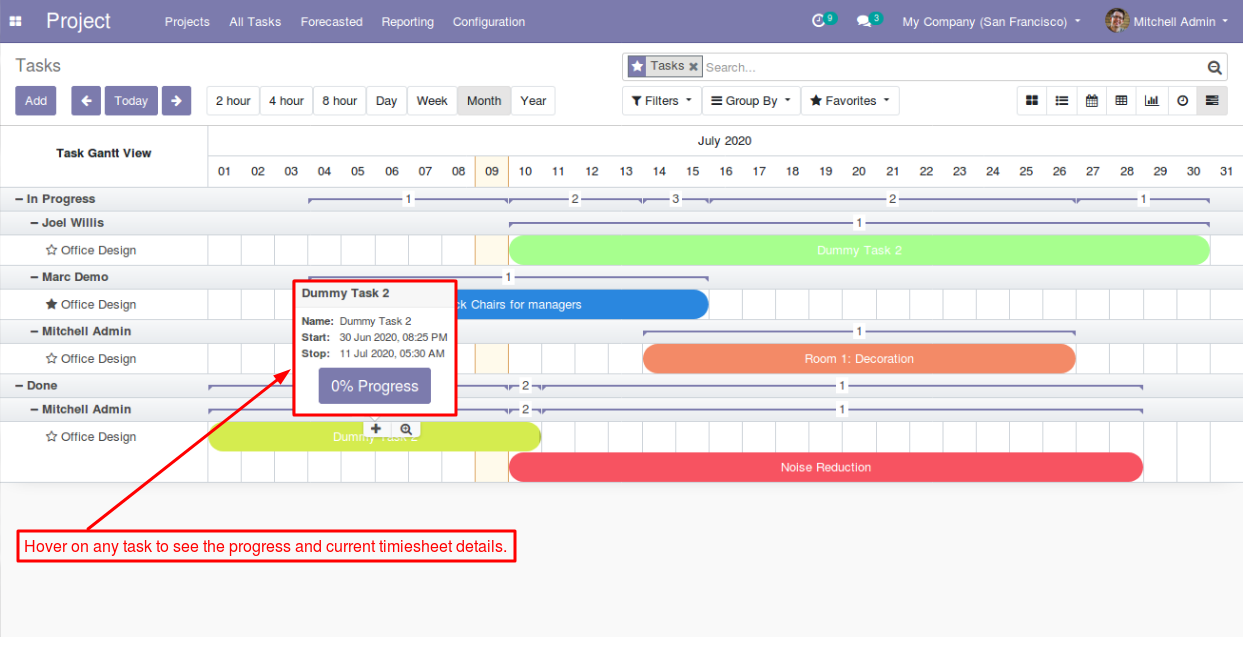 Project Projects All Tasks Forecasted Reporting Configuration 9 3 My Company (San Francisco) Mitchell Admin
Tasks
Tasks Search...
Add Today 2 hour 4 hour 8 hour Day Week Month Year Filters Group By Favorites
Task Gantt View
July 2020
01 02 03 04 05 06 07 08 09 10 11 12 13 14 15 16 17 18 19 20 21 22 23 24 25 26 27 28 29 30 31
In Progress 1 2 3 2 1
Joel Willis 1
Office Design Dummy Task 2
Marc Demo 1
Office Design ck Chairs for managers
Mitchell Admin 1
Office Design Room 1: Decoration
Done 2 1
Mitchell Admin 2 1
Office Design Dummy Task 2
Noise Reduction
Dummy Task 2
Name: Dummy Task 2
Start: 30 Jun 2020, 08:25 PM
Stop: 11 Jul 2020, 05:30 AM
0% Progress
Hover on any task to see the progress and current timiesheet details.